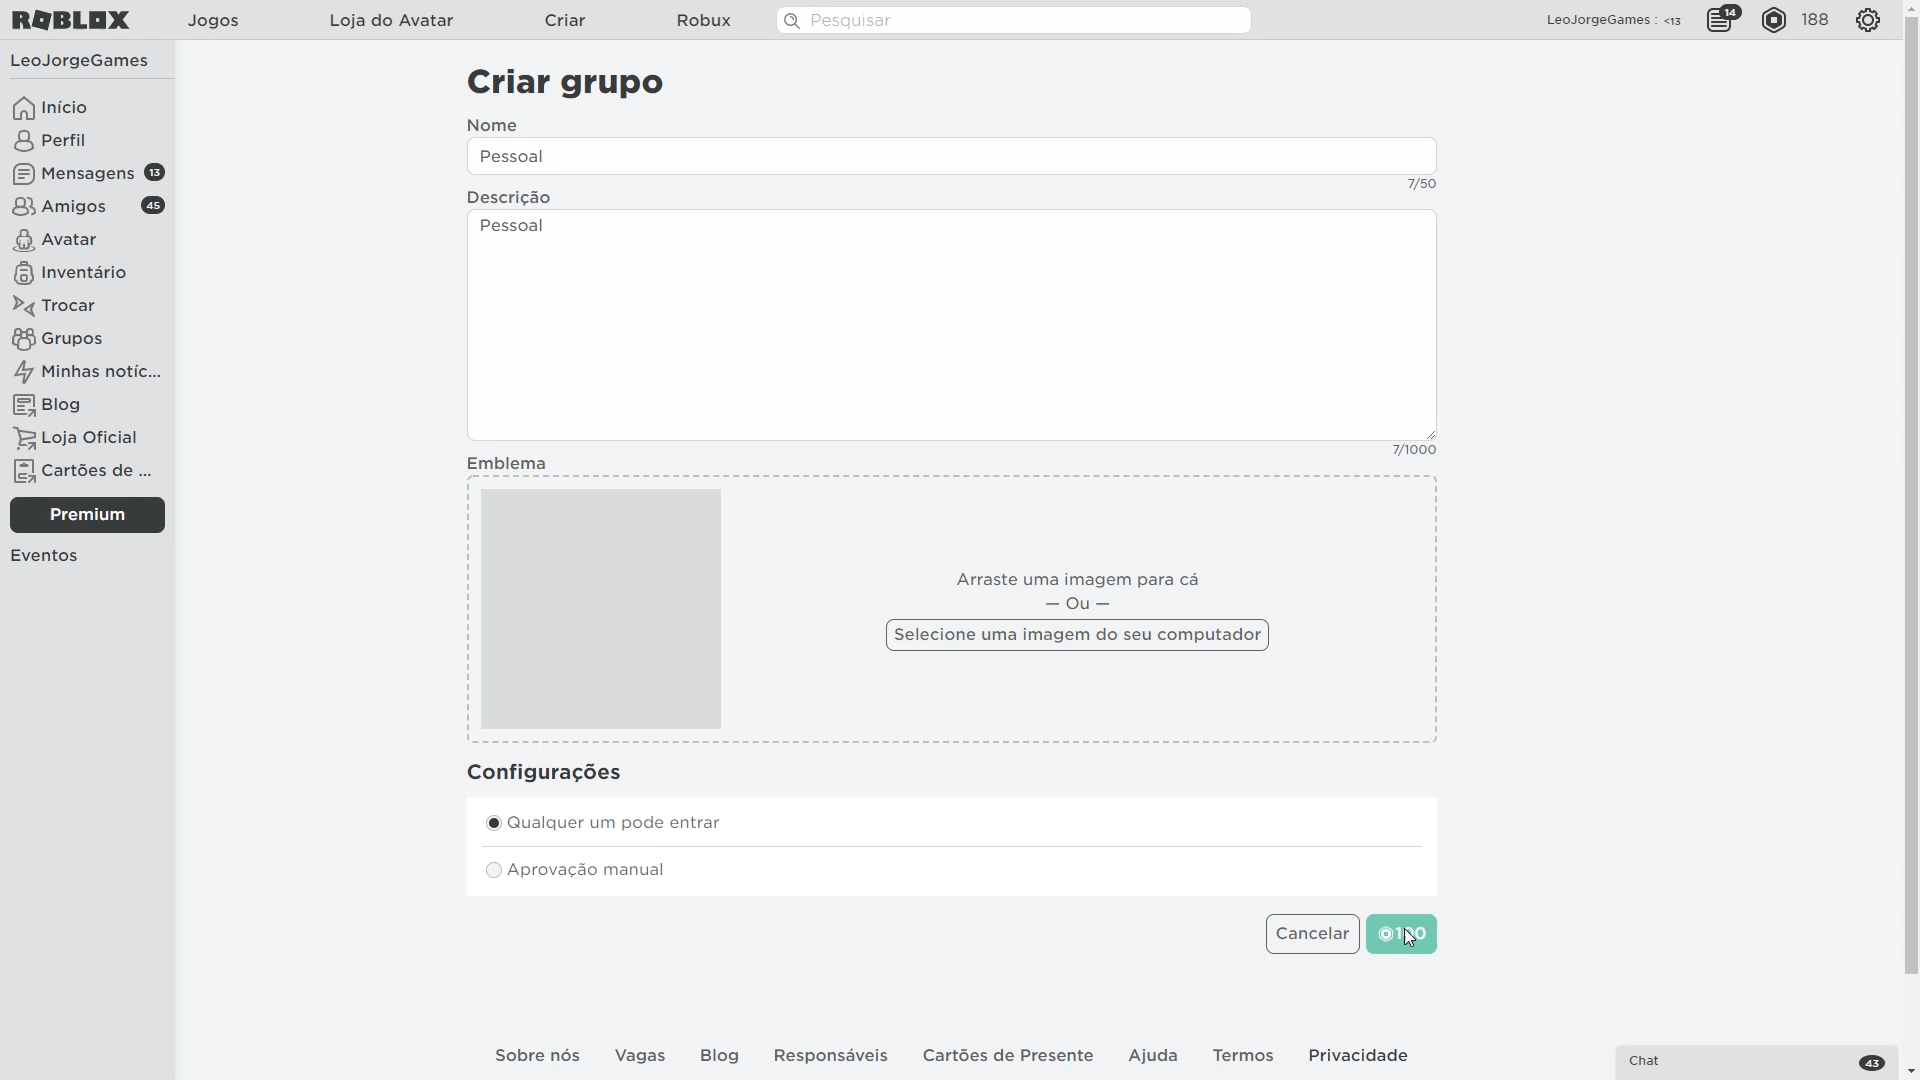 ROBLOX
Jogos
Loja do Avatar
Criar
Robux
Pesquisar
LeoJorgeGames : <13
14
188
LeoJorgeGames
Início
Perfil
Mensagens 13
Amigos 45
Avatar
Inventário
Trocar
Grupos
Minhas notíc...
Blog
Loja Oficial
Cartões de ...
Premium
Eventos
Criar grupo
Nome
Pessoal
7/50
Descrição
Pessoal
7/1000
Emblema
Arraste uma imagem para cá
— Ou —
Selecione uma imagem do seu computador
Configurações
Qualquer um pode entrar
Aprovação manual
Cancelar
100
Sobre nós
Vagas
Blog
Responsáveis
Cartões de Presente
Ajuda
Termos
Privacidade
Chat
43